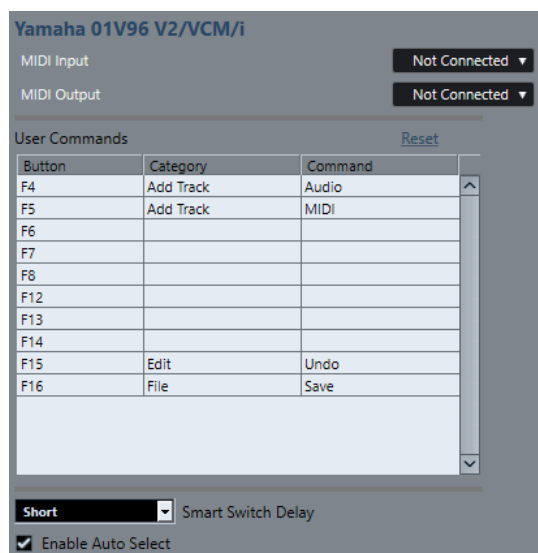 Yamaha 01V96 V2/VCM/i
MIDI Input Not Connected
MIDI Output Not Connected
User Commands Reset
Button Category Command
F4 Add Track Audio
F5 Add Track MIDI
F6
F7
F8
F12
F13
F14
F15 Edit Undo
F16 File Save
Short Smart Switch Delay
Enable Auto Select